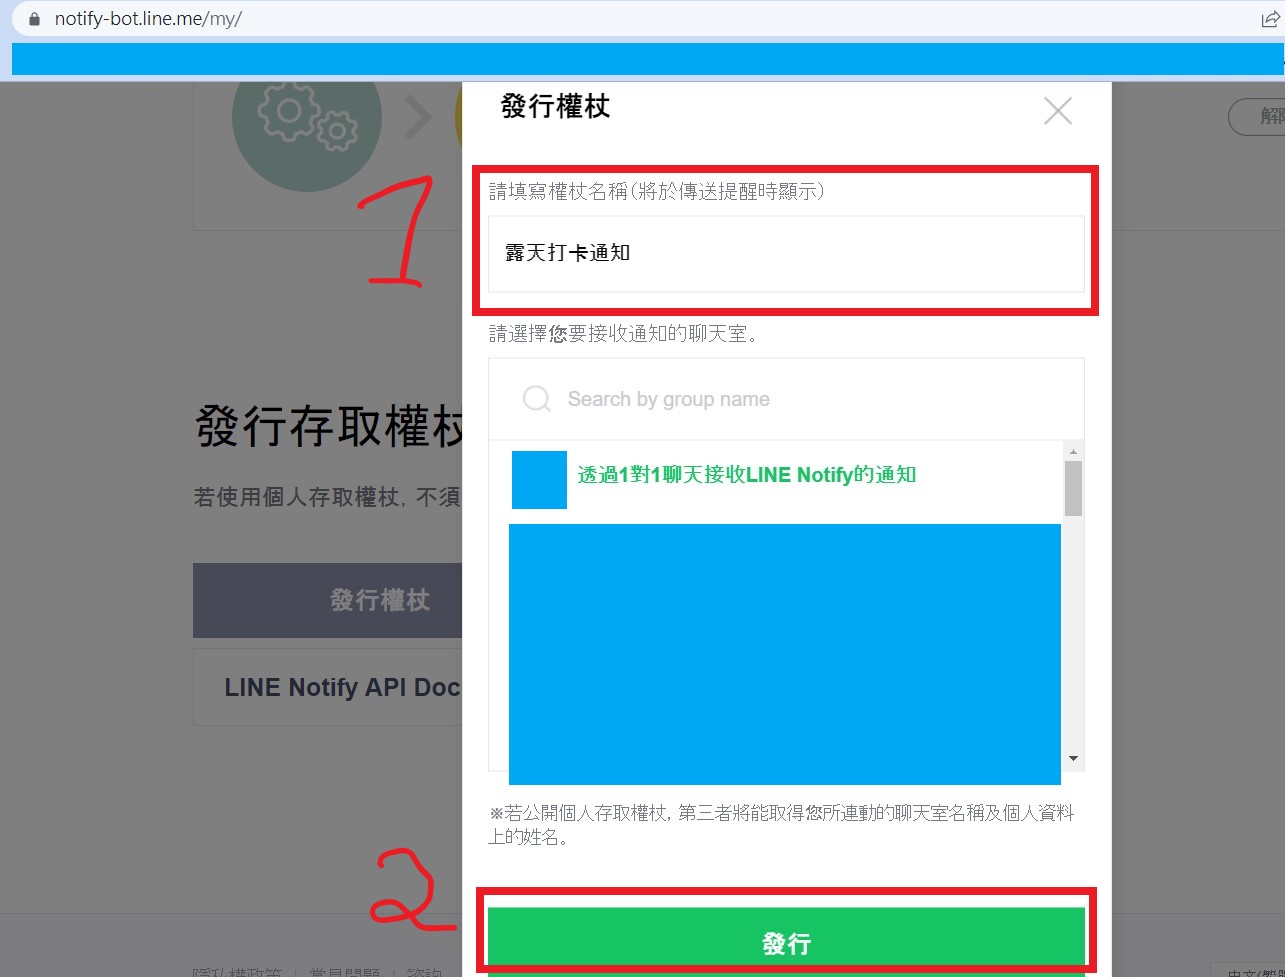 notify-bot.line.me/my/
發行權杖
解除
1
請填寫權杖名稱(將於傳送提醒時顯示)
露天打卡通知
請選擇您要接收通知的聊天室。
Search by group name
發行存取權杖
透過1對1聊天接收LINE Notify的通知
若使用個人存取權杖, 不須
發行權杖
LINE Notify API Doc
※若公開個人存取權杖, 第三者將能取得您所連動的聊天室名稱及個人資料
上的姓名。
2
發行
隱私權政策 | 常見問題 | 諮詢